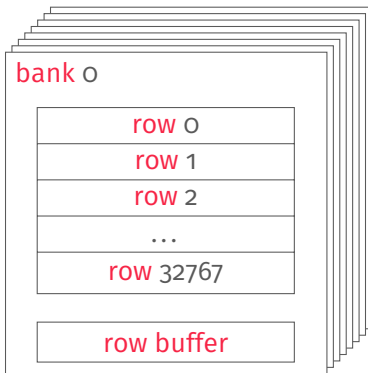 bank 0
row 0
row 1
row 2
...
row 32767
row buffer